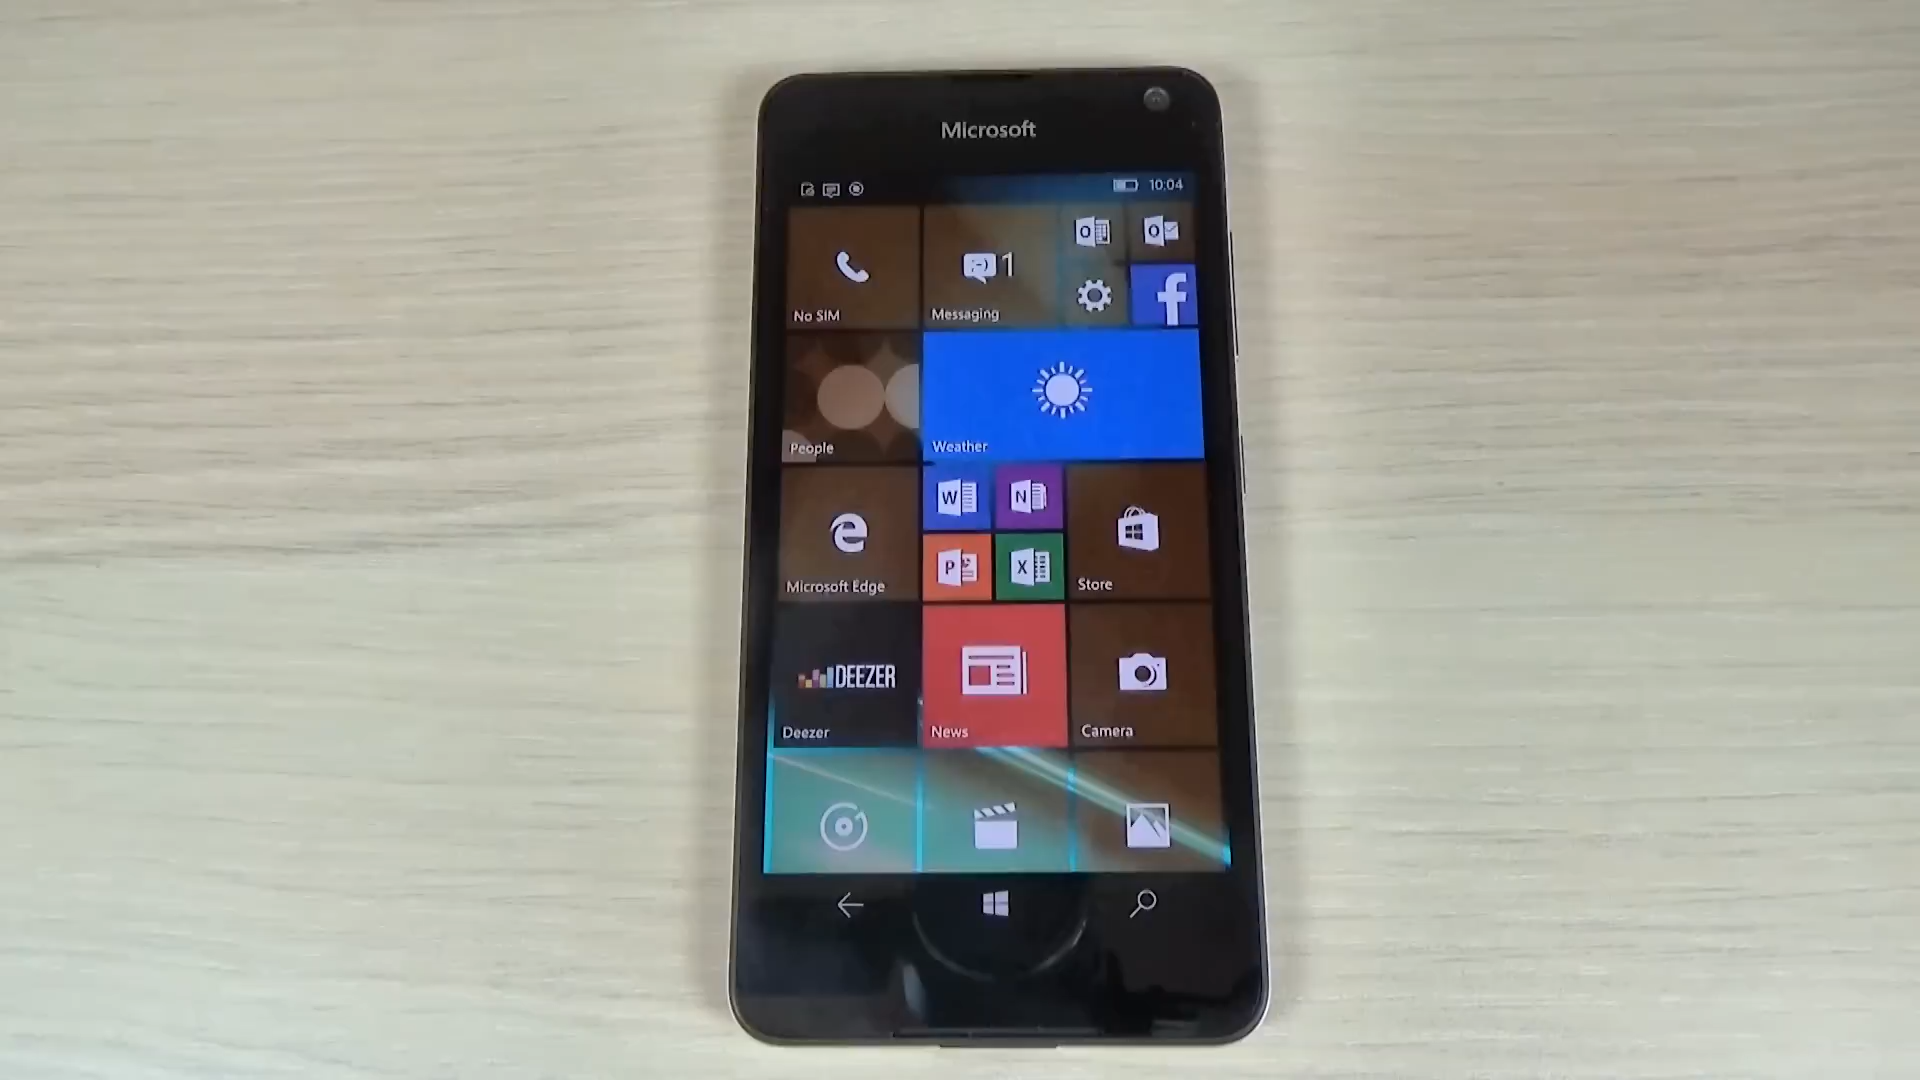 Microsoft
10:04
No SIM
1
Messaging
O
O
f
People
Weather
W
N
Microsoft Edge
P
X
Store
DEEZER
Deezer
News
Camera